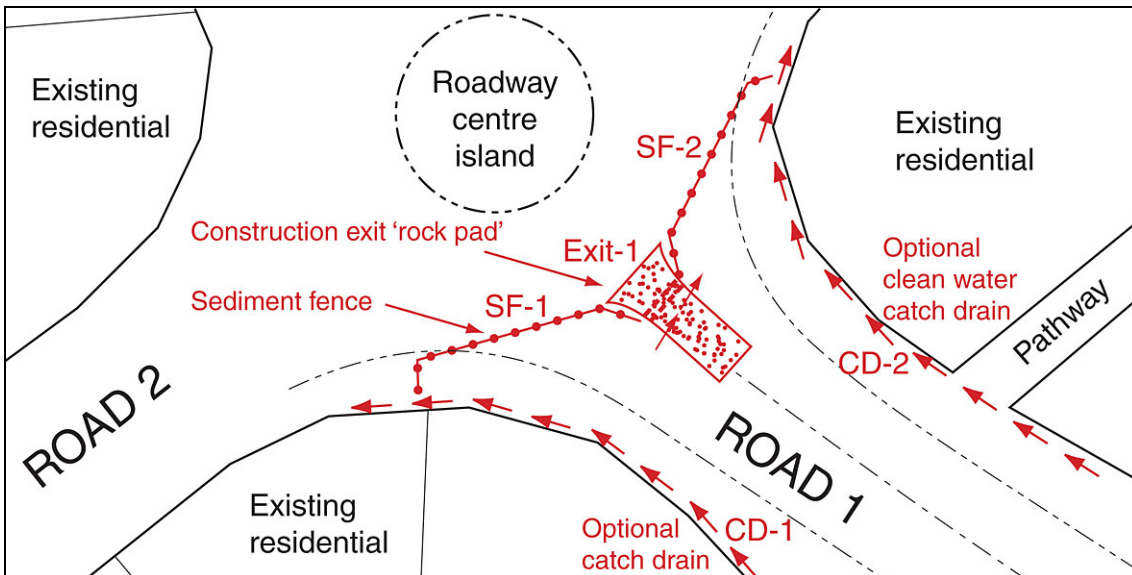 Existing
residential
Roadway
centre
island
SF-2
Existing
residential
Construction exit ‘rock pad’
Exit-1
Optional
clean water
catch drain
Sediment fence
SF-1
Pathway
CD-2
ROAD 2
ROAD 1
Existing
residential
Optional
catch drain
CD-1